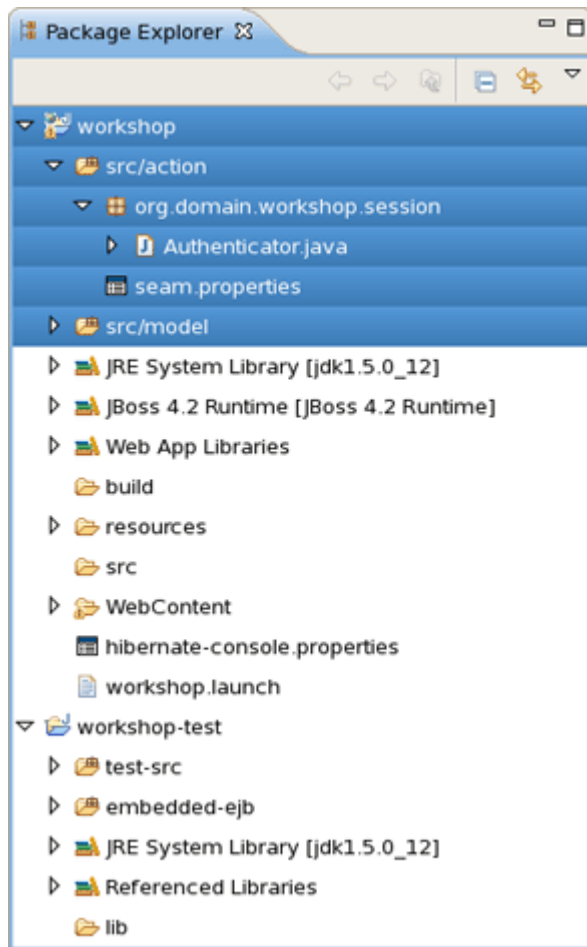 Package Explorer
workshop
src/action
org.domain.workshop.session
Authenticator.java
seam.properties
src/model
JRE System Library [jdk1.5.0_12]
JBoss 4.2 Runtime [JBoss 4.2 Runtime]
Web App Libraries
build
resources
src
WebContent
hibernate-console.properties
workshop.launch
workshop-test
test-src
embedded-ejb
JRE System Library [jdk1.5.0_12]
Referenced Libraries
lib